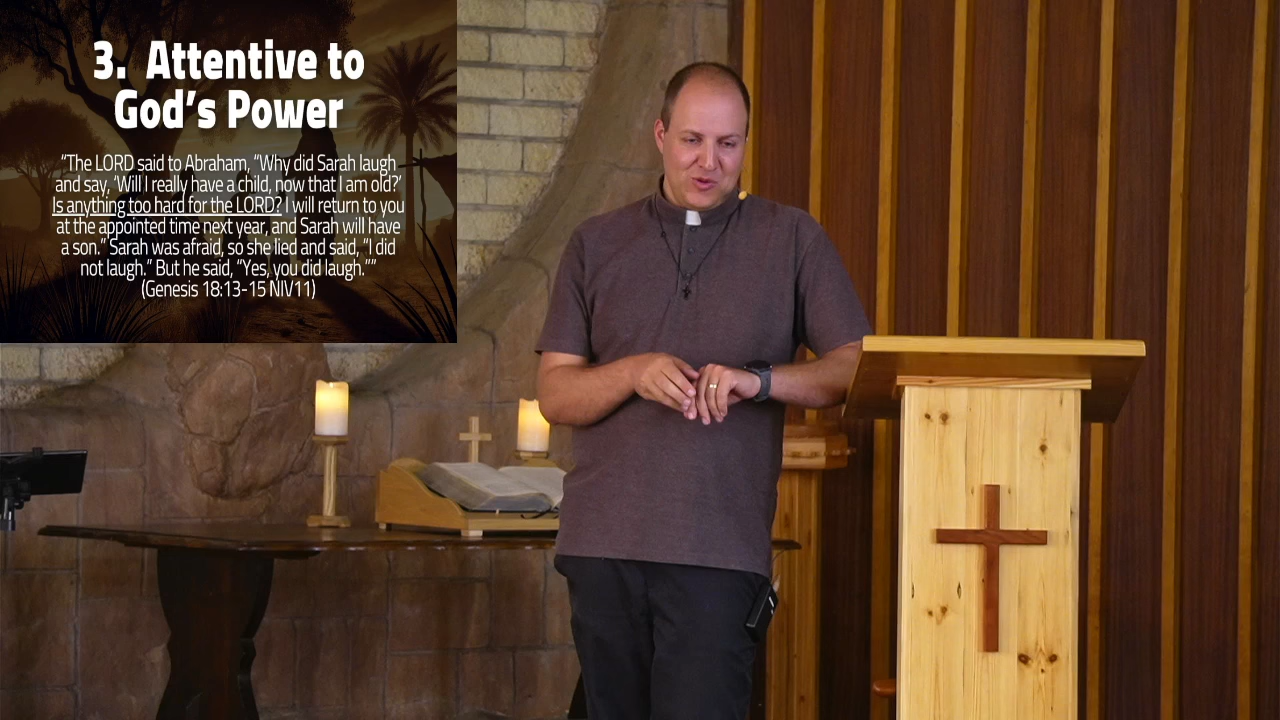 3. Attentive to
God's Power
“The LORD said to Abraham, “Why did Sarah laugh
and say, ‘Will I really have a child, now that I am old?’
Is anything too hard for the LORD? I will return to you
at the appointed time next year, and Sarah will have
a son.” Sarah was afraid, so she lied and said, “I did
not laugh.” But he said, “Yes, you did laugh.””
(Genesis 18:13-15 NIV11)